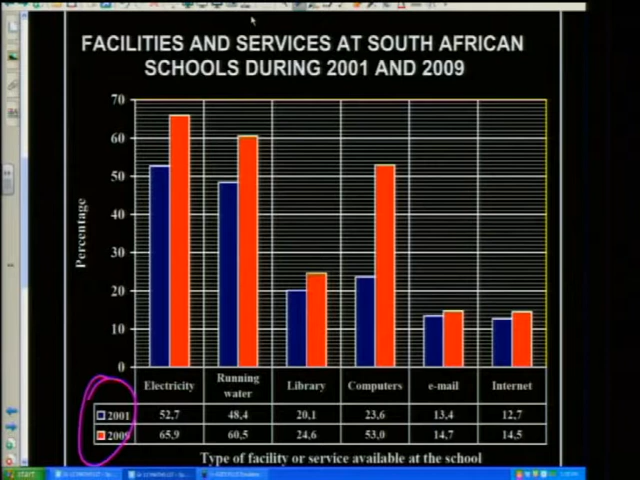 FACILITIES AND SERVICES AT SOUTH AFRICAN
SCHOOLS DURING 2001 AND 2009
Percentage
70
60
50
40
30
20
10
0
Electricity Running water Library Computers e-mail Internet
2001 52,7 48,4 20,1 23,6 13,4 12,7
2009 65,9 60,5 24,6 53,0 14,7 14,5
Type of facility or service available at the school
start